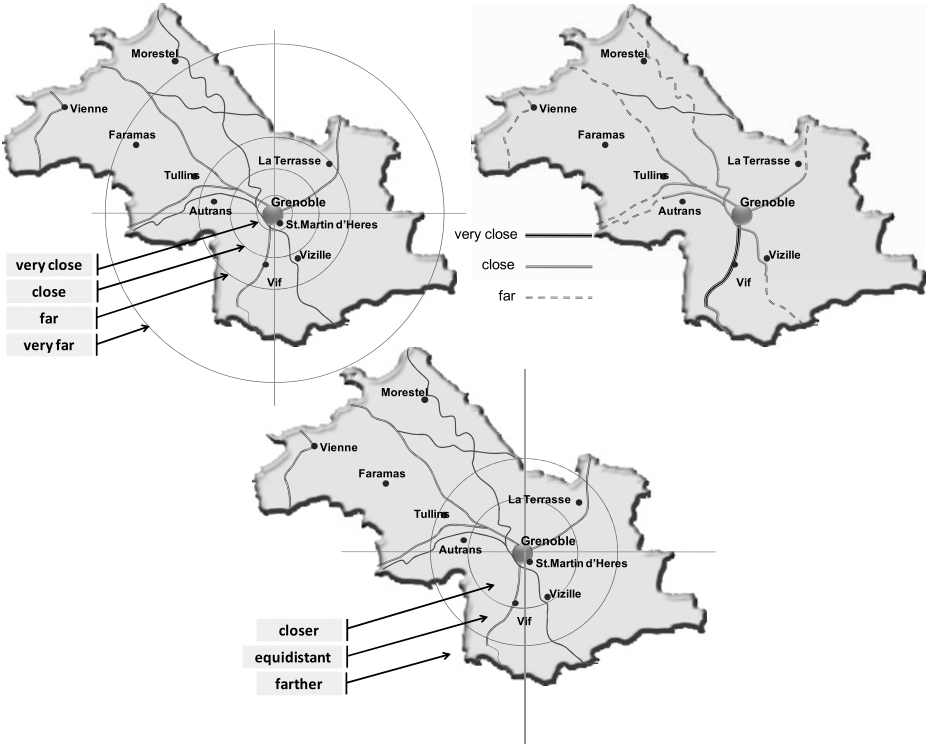 Morestel
Vienne
Faramas
La Terrasse
Tullins
Grenoble
Autrans
St.Martin d'Heres
Vizille
Vif
very close
close
far
very far
Morestel
Vienne
Faramas
La Terrasse
Tullins
Grenoble
Autrans
Vizille
Vif
very close
close
far
Morestel
Vienne
Faramas
La Terrasse
Tullins
Grenoble
Autrans
St.Martin d'Heres
Vizille
Vif
closer
equidistant
farther